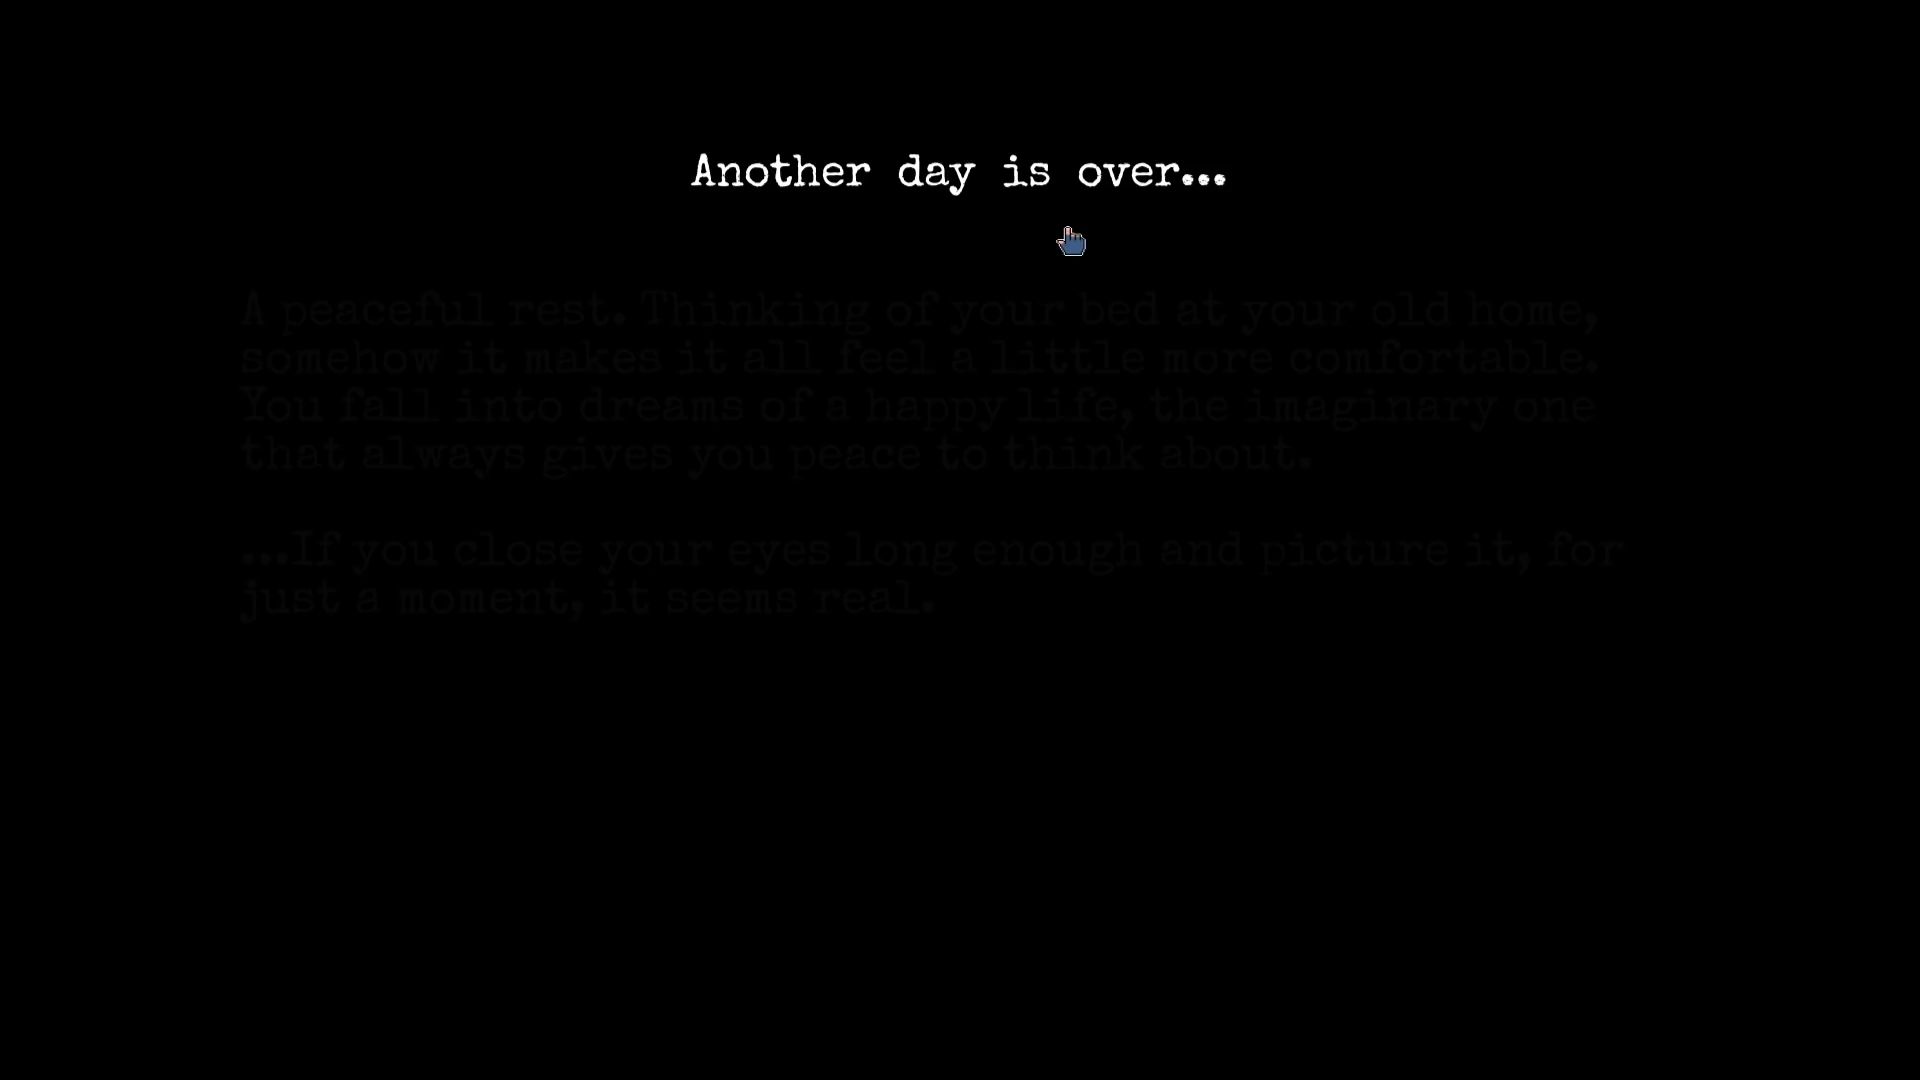 Another day is over...
A peaceful rest. Thinking of your bed at your old home,
somehow it makes it all feel a little more comfortable.
You fall into dreams of a happy life, the imaginary one
that always gives you peace to think about.
...If you close your eyes long enough and picture it, for
just a moment, it seems real.